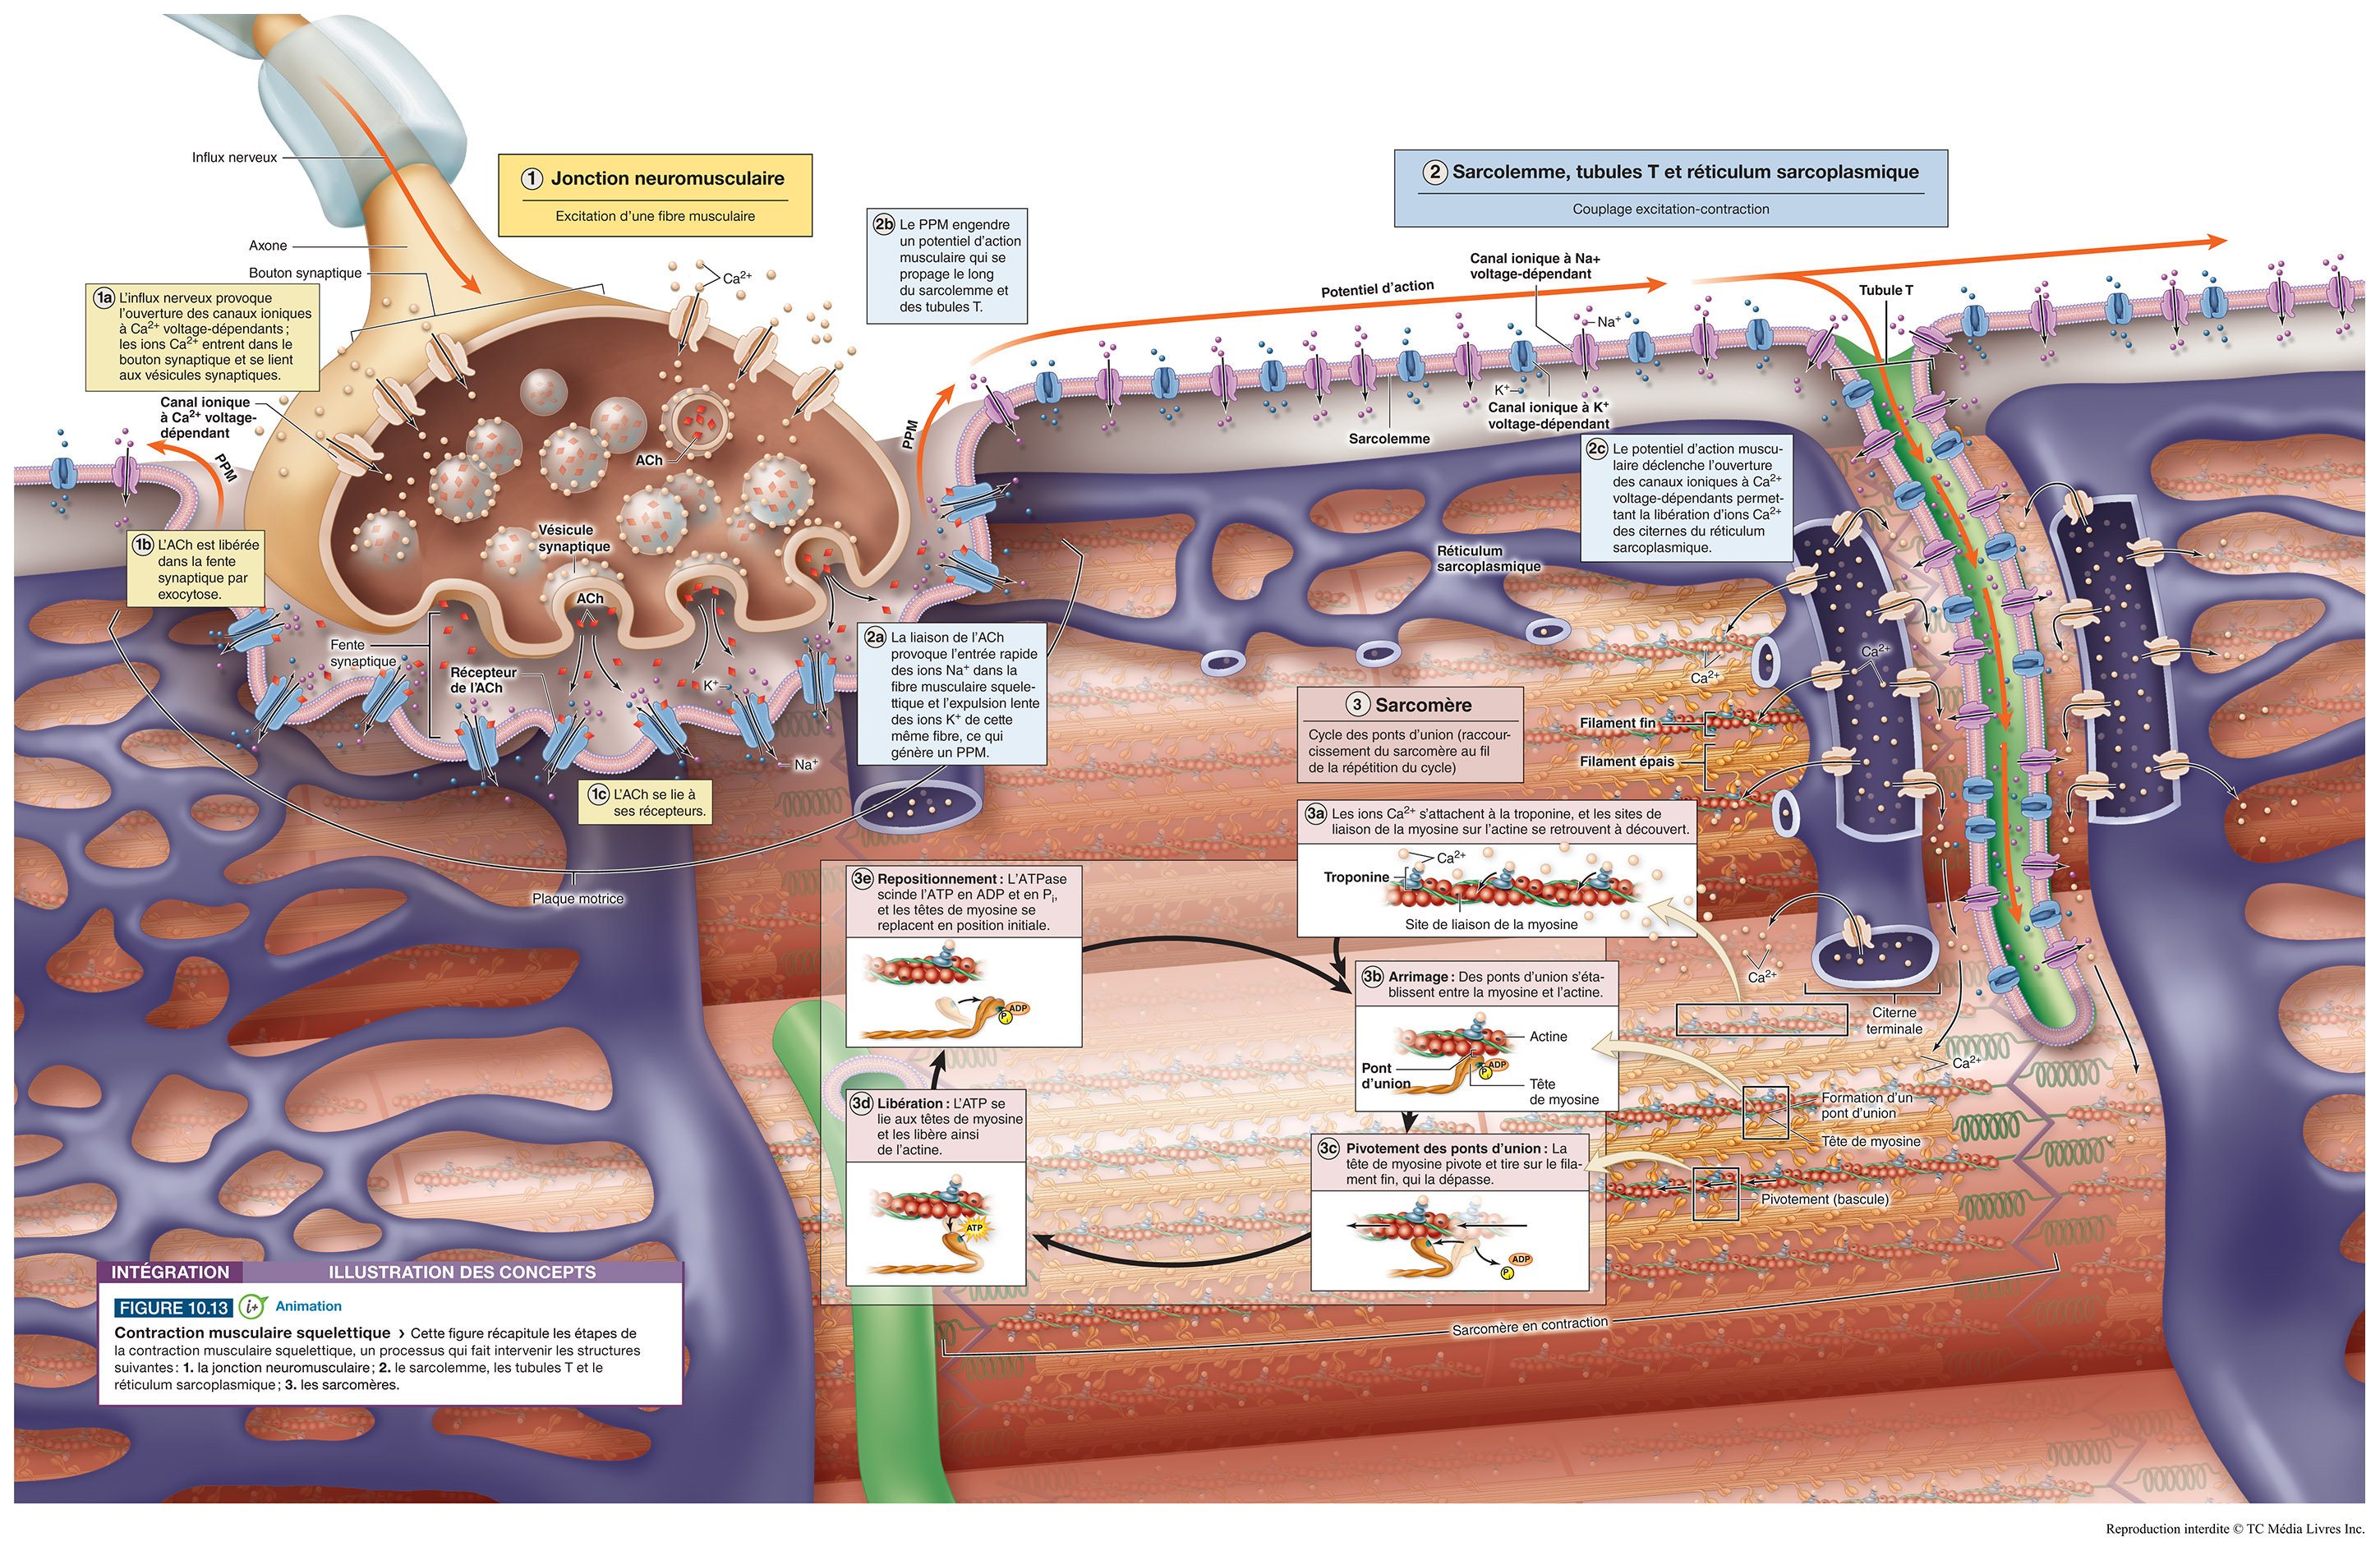 Influx nerveux
Axone
Bouton synaptique
1 Jonction neuromusculaire
Excitation d’une fibre musculaire
1a L’influx nerveux provoque
l’ouverture des canaux ioniques
à Ca2+ voltage-dépendants ;
les ions Ca2+ entrent dans le
bouton synaptique et se lient
aux vésicules synaptiques.
Canal ionique
à Ca2+ voltage-
dépendant
PPM
Ca2+
ACh
Vésicule
synaptique
ACh
1b L’ACh est libérée
dans la fente
synaptique par
exocytose.
Fente
synaptique
Récepteur
de l’ACh
K+
Na+
1c L’ACh se lie à
ses récepteurs.
Plaque motrice
2 Sarcolemme, tubules T et réticulum sarcoplasmique
Couplage excitation-contraction
2b Le PPM engendre
un potentiel d’action
musculaire qui se
propage le long
du sarcolemme et
des tubules T.
PPM
Potentiel d’action
Canal ionique à Na+
voltage-dépendant
Na+
K+
Canal ionique à K+
voltage-dépendant
Sarcolemme
Tubule T
2c Le potentiel d’action muscu-
laire déclenche l’ouverture
des canaux ioniques à Ca2+
voltage-dépendants permet-
tant la libération d’ions Ca2+
des citernes du réticulum
sarcoplasmique.
Réticulum
sarcoplasmique
2a La liaison de l’ACh
provoque l’entrée rapide
des ions Na+ dans la
fibre musculaire squele-
ttique et l’expulsion lente
des ions K+ de cette
même fibre, ce qui
génère un PPM.
Ca2+
Ca2+
3 Sarcomère
Cycle des ponts d’union (raccour-
cissement du sarcomère au fil
de la répétition du cycle)
Filament fin
Filament épais
3a Les ions Ca2+ s’attachent à la troponine, et les sites de
liaison de la myosine sur l’actine se retrouvent à découvert.
Ca2+
Troponine
Site de liaison de la myosine
3b Arrimage : Des ponts d’union s’éta-
blissent entre la myosine et l’actine.
Actine
Pont
d’union
ADP
Pi
Tête
de myosine
3c Pivotement des ponts d’union : La
tête de myosine pivote et tire sur le fila-
ment fin, qui la dépasse.
ADP
Pi
3d Libération : L’ATP se
lie aux têtes de myosine
et les libère ainsi
de l’actine.
ATP
3e Repositionnement : L’ATPase
scinde l’ATP en ADP et en Pi,
et les têtes de myosine se
replacent en position initiale.
ADP
Pi
Ca2+
Citerne
terminale
Ca2+
Formation d’un
pont d’union
Tête de myosine
Pivotement (bascule)
Sarcomère en contraction
INTÉGRATION
ILLUSTRATION DES CONCEPTS
FIGURE 10.13 i+ Animation
Contraction musculaire squelettique › Cette figure récapitule les étapes de
la contraction musculaire squelettique, un processus qui fait intervenir les structures
suivantes : 1. la jonction neuromusculaire ; 2. le sarcolemme, les tubules T et le
réticulum sarcoplasmique ; 3. les sarcomères.
Reproduction interdite © TC Média Livres Inc.